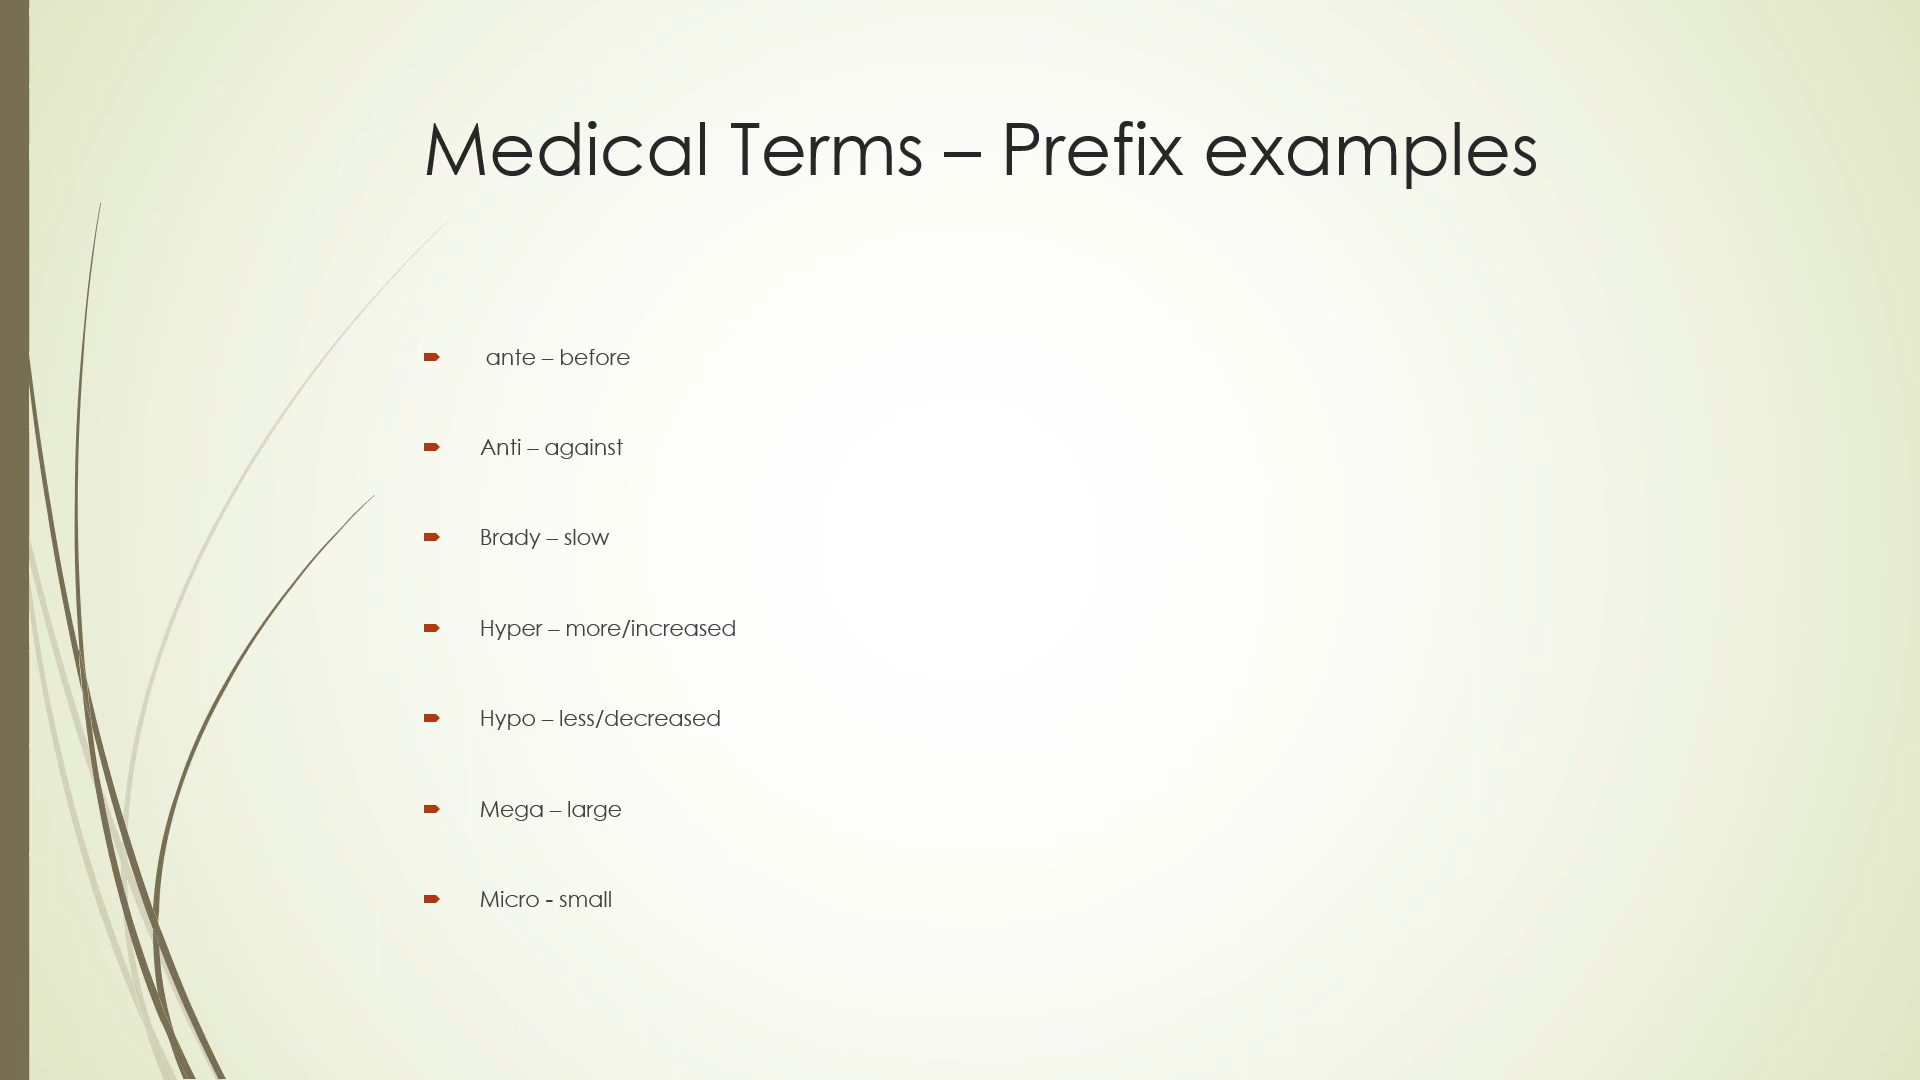 Medical Terms – Prefix examples
ante – before
Anti – against
Brady – slow
Hyper – more/increased
Hypo – less/decreased
Mega – large
Micro - small